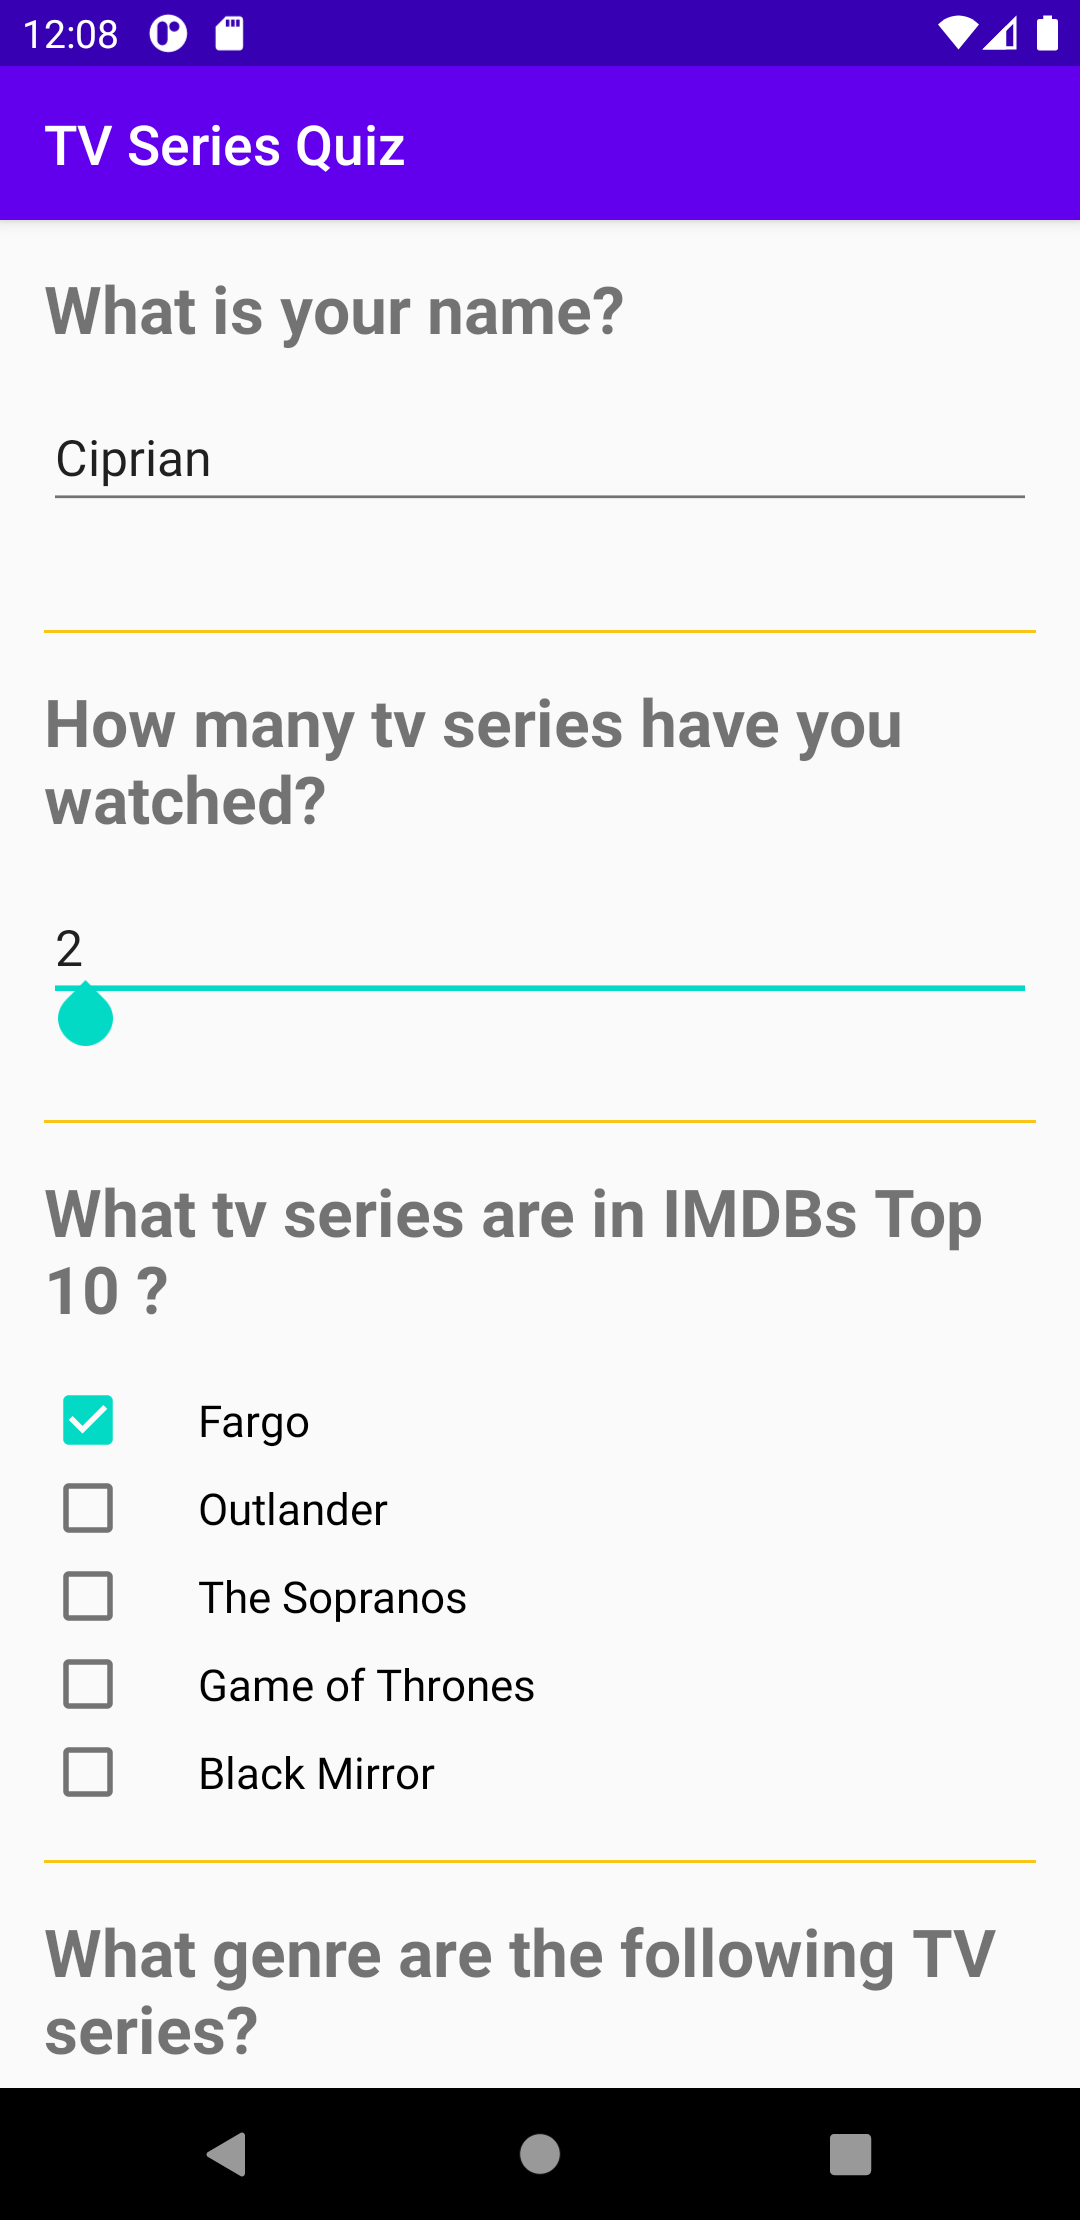 12:08
TV Series Quiz
What is your name?
Ciprian
How many tv series have you
watched?
2
What tv series are in IMDBs Top
10 ?
Fargo
Outlander
The Sopranos
Game of Thrones
Black Mirror
What genre are the following TV
series?